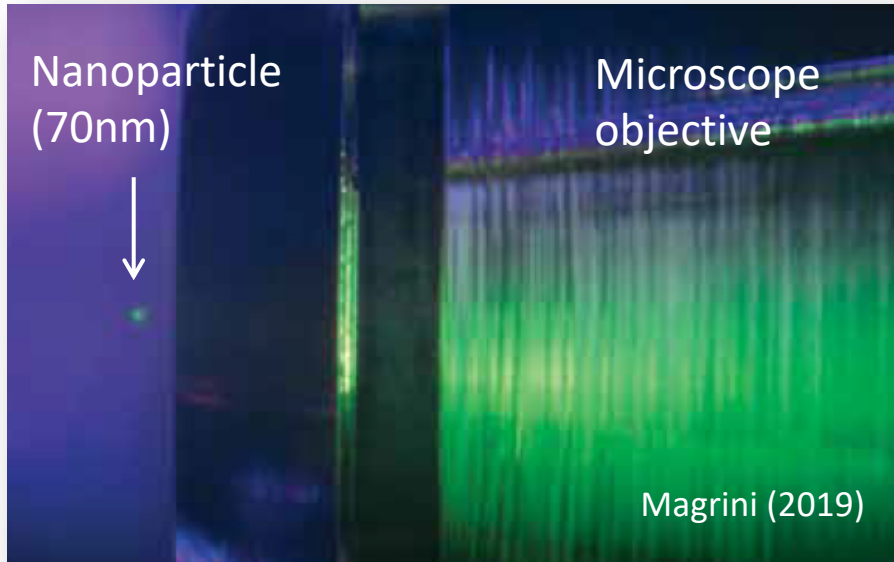 Nanoparticle
(70nm)
Microscope
objective
Magrini (2019)